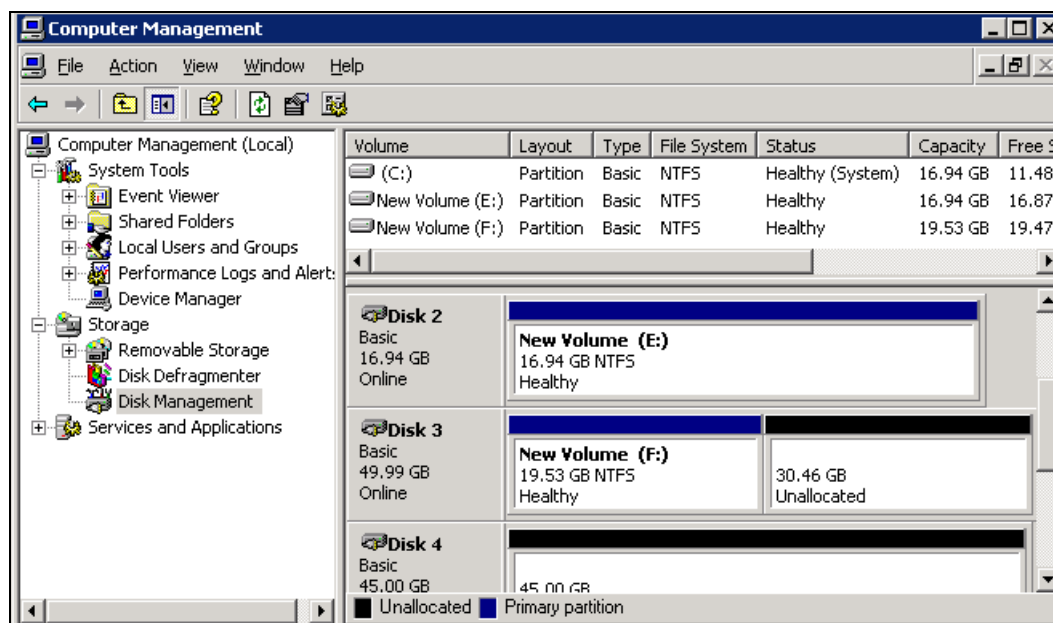 Computer Management
File Action View Window Help
Computer Management (Local)
System Tools
Event Viewer
Shared Folders
Local Users and Groups
Performance Logs and Alert
Device Manager
Storage
Removable Storage
Disk Defragmenter
Disk Management
Services and Applications
Volume Layout Type File System Status Capacity Free S
(C:) Partition Basic NTFS Healthy (System) 16.94 GB 11.48
New Volume (E:) Partition Basic NTFS Healthy 16.94 GB 16.87
New Volume (F:) Partition Basic NTFS Healthy 19.53 GB 19.47
Disk 2
Basic
16.94 GB
Online
New Volume (E:)
16.94 GB NTFS
Healthy
Disk 3
Basic
49.99 GB
Online
New Volume (F:)
19.53 GB NTFS
Healthy
30.46 GB
Unallocated
Disk 4
Basic
45.00 GB
45.00 GB
Unallocated Primary partition